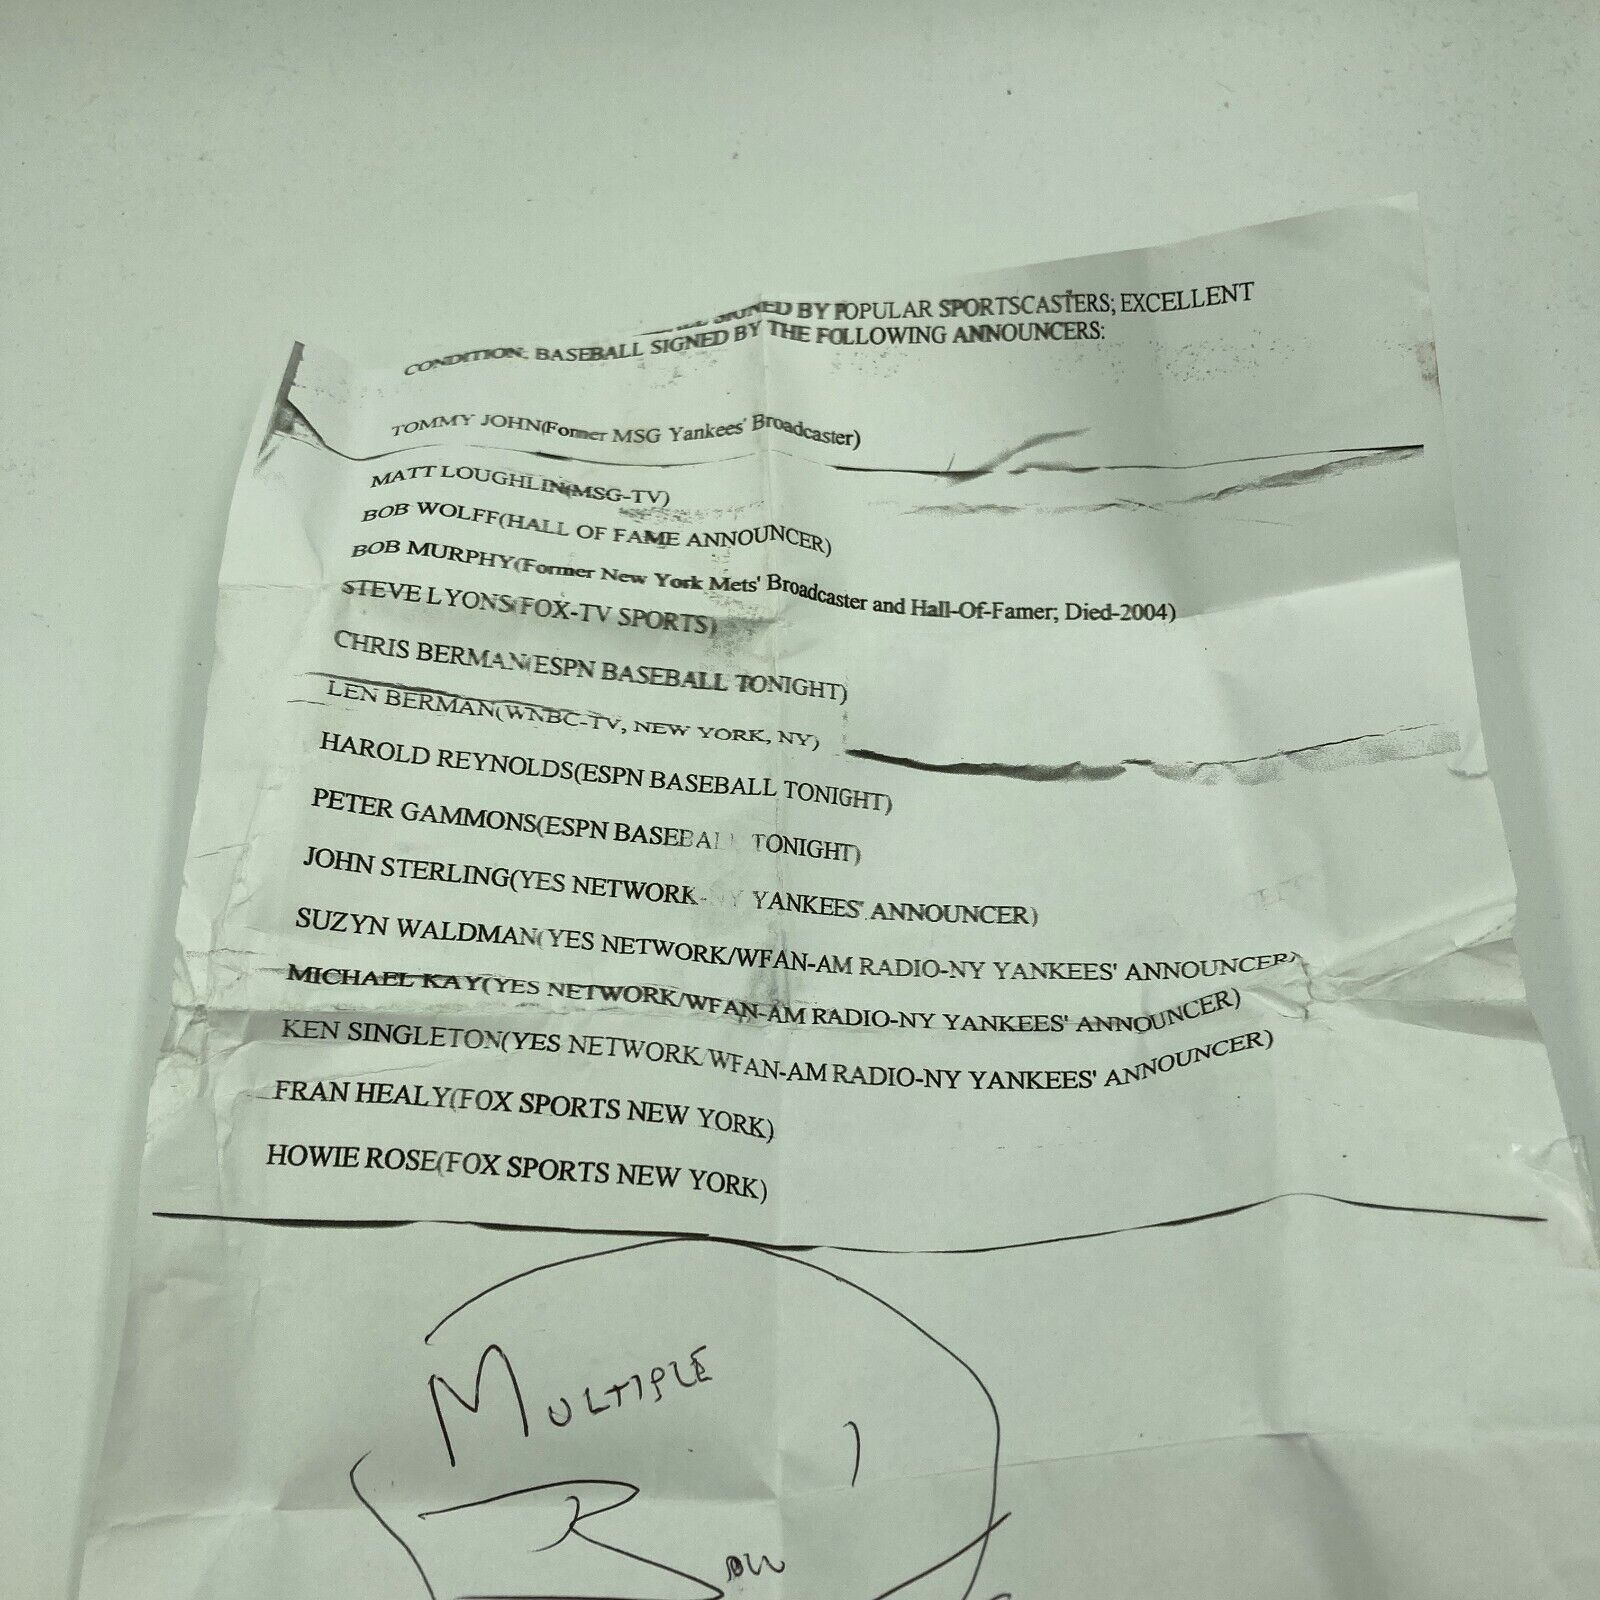 SIGNED BY POPULAR SPORTSCASTERS; EXCELLENT
CONDITION. BASEBALL SIGNED BY THE FOLLOWING ANNOUNCERS:
TOMMY JOHN(Former MSG Yankees' Broadcaster)
MATT LOUGHLIN(MSG-TV)
BOB WOLFF(HALL OF FAME ANNOUNCER)
BOB MURPHY(Former New York Mets' Broadcaster and Hall-Of-Famer; Died-2004)
STEVE LYONS(FOX-TV SPORTS)
CHRIS BERMAN(ESPN BASEBALL TONIGHT)
LEN BERMAN(WNBC-TV, NEW YORK, NY)
HAROLD REYNOLDS(ESPN BASEBALL TONIGHT)
PETER GAMMONS(ESPN BASEBALL TONIGHT)
JOHN STERLING(YES NETWORK-NY YANKEES' ANNOUNCER)
SUZYN WALDMAN(YES NETWORK/WFAN-AM RADIO-NY YANKEES' ANNOUNCER)
MICHAEL KAY(YES NETWORK/WFAN-AM RADIO-NY YANKEES' ANNOUNCER)
KEN SINGLETON(YES NETWORK/WFAN-AM RADIO-NY YANKEES' ANNOUNCER)
FRAN HEALY(FOX SPORTS NEW YORK)
HOWIE ROSE(FOX SPORTS NEW YORK)
MULTIPLE